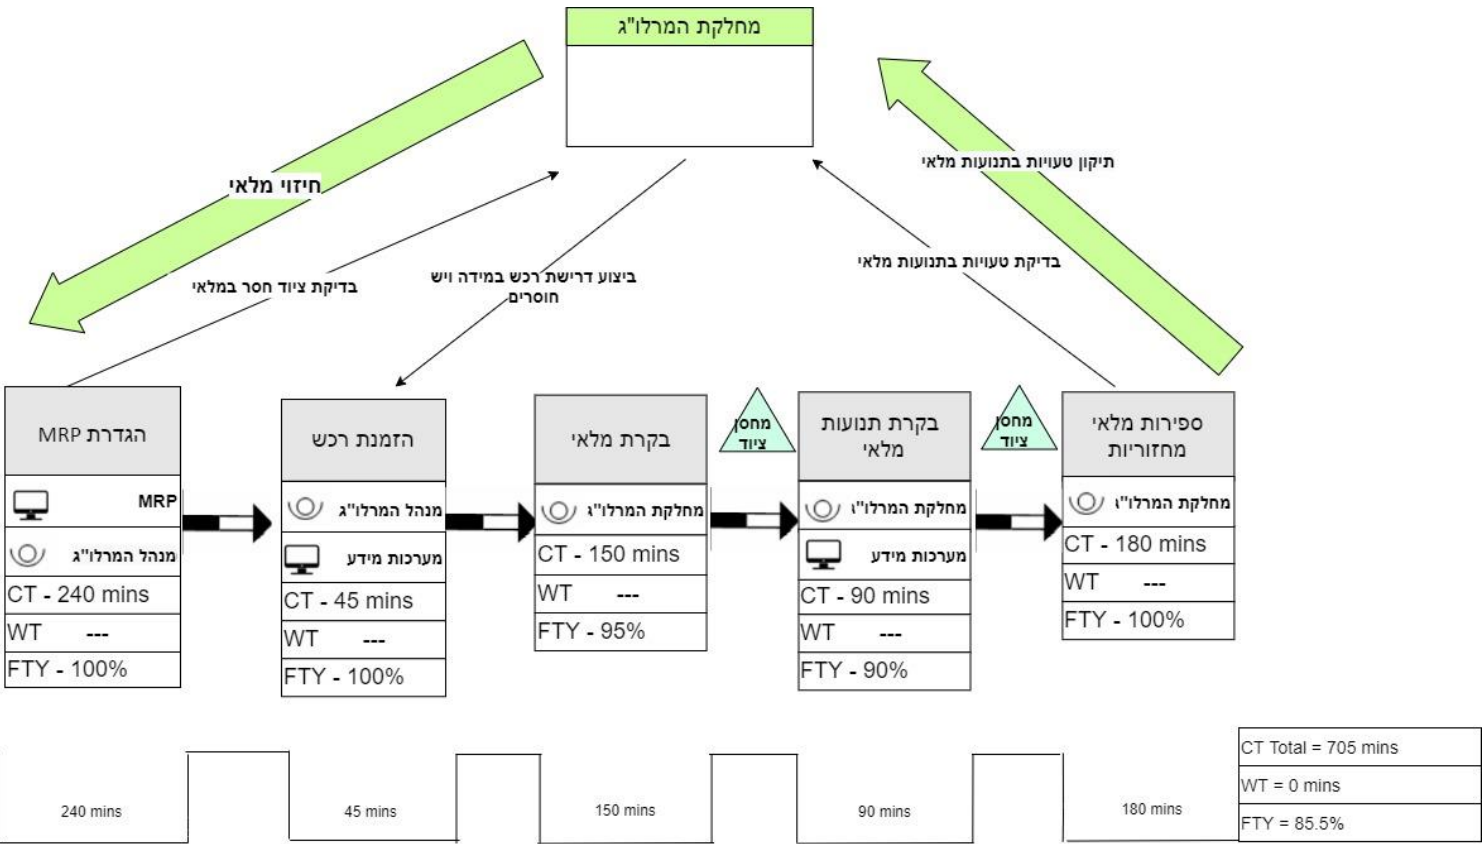 מחלקת המרלו"ג
חיזוי מלאי
תיקון טעויות בתנועות מלאי
בדיקת ציוד חסר במלאי
ביצוע דרישת רכש במידה ויש
חוסרים
בדיקת טעויות בתנועות מלאי
הגדרת MRP
MRP
מנהל המרלו"ג
CT - 240 mins
WT ---
FTY - 100%
הזמנת רכש
מנהל המרלו"ג
מערכות מידע
CT - 45 mins
WT ---
FTY - 100%
בקרת מלאי
מחלקת המרלו"ג
CT - 150 mins
WT ---
FTY - 95%
מחסן
ציוד
בקרת תנועות
מלאי
מחלקת המרלו"ג
מערכות מידע
CT - 90 mins
WT ---
FTY - 90%
מחסן
ציוד
ספירות מלאי
מחזוריות
מחלקת המרלו"ג
CT - 180 mins
WT ---
FTY - 100%
240 mins
45 mins
150 mins
90 mins
180 mins
CT Total = 705 mins
WT = 0 mins
FTY = 85.5%